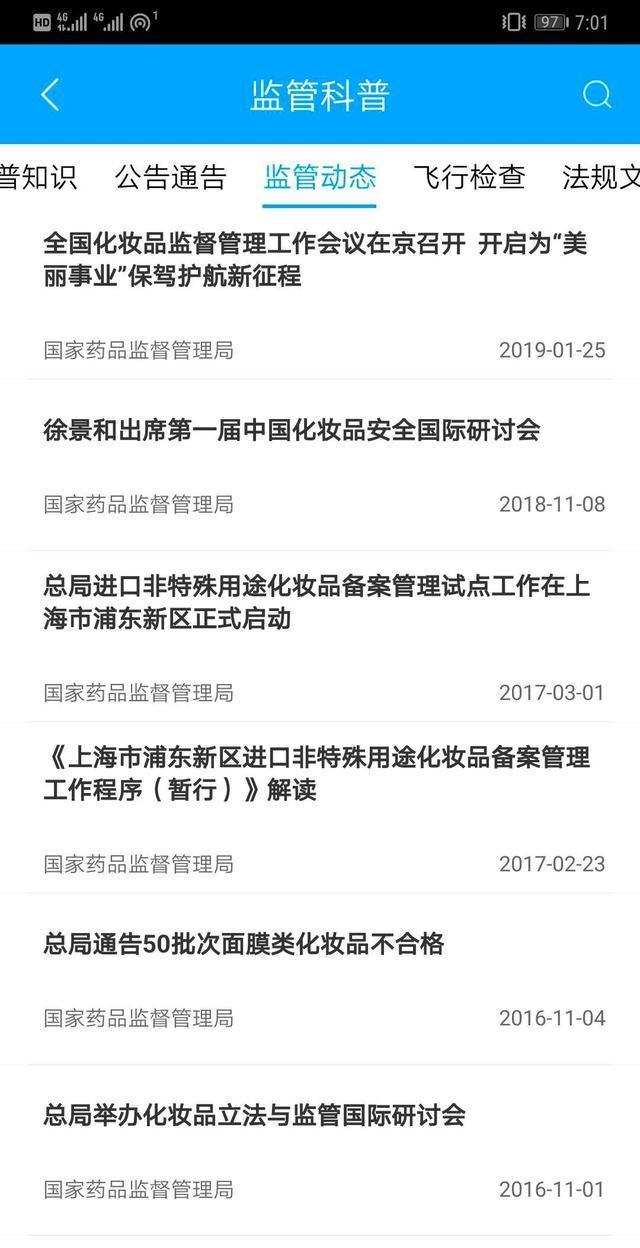 HD 4G 4G 1 97 7:01
监管科普
普知识 公告通告 监管动态 飞行检查 法规文
全国化妆品监督管理工作会议在京召开 开启为“美
丽事业”保驾护航新征程
国家药品监督管理局 2019-01-25
徐景和出席第一届中国化妆品安全国际研讨会
国家药品监督管理局 2018-11-08
总局进口非特殊用途化妆品备案管理试点工作在上
海市浦东新区正式启动
国家药品监督管理局 2017-03-01
《上海市浦东新区进口非特殊用途化妆品备案管理
工作程序（暂行）》解读
国家药品监督管理局 2017-02-23
总局通告50批次面膜类化妆品不合格
国家药品监督管理局 2016-11-04
总局举办化妆品立法与监管国际研讨会
国家药品监督管理局 2016-11-01